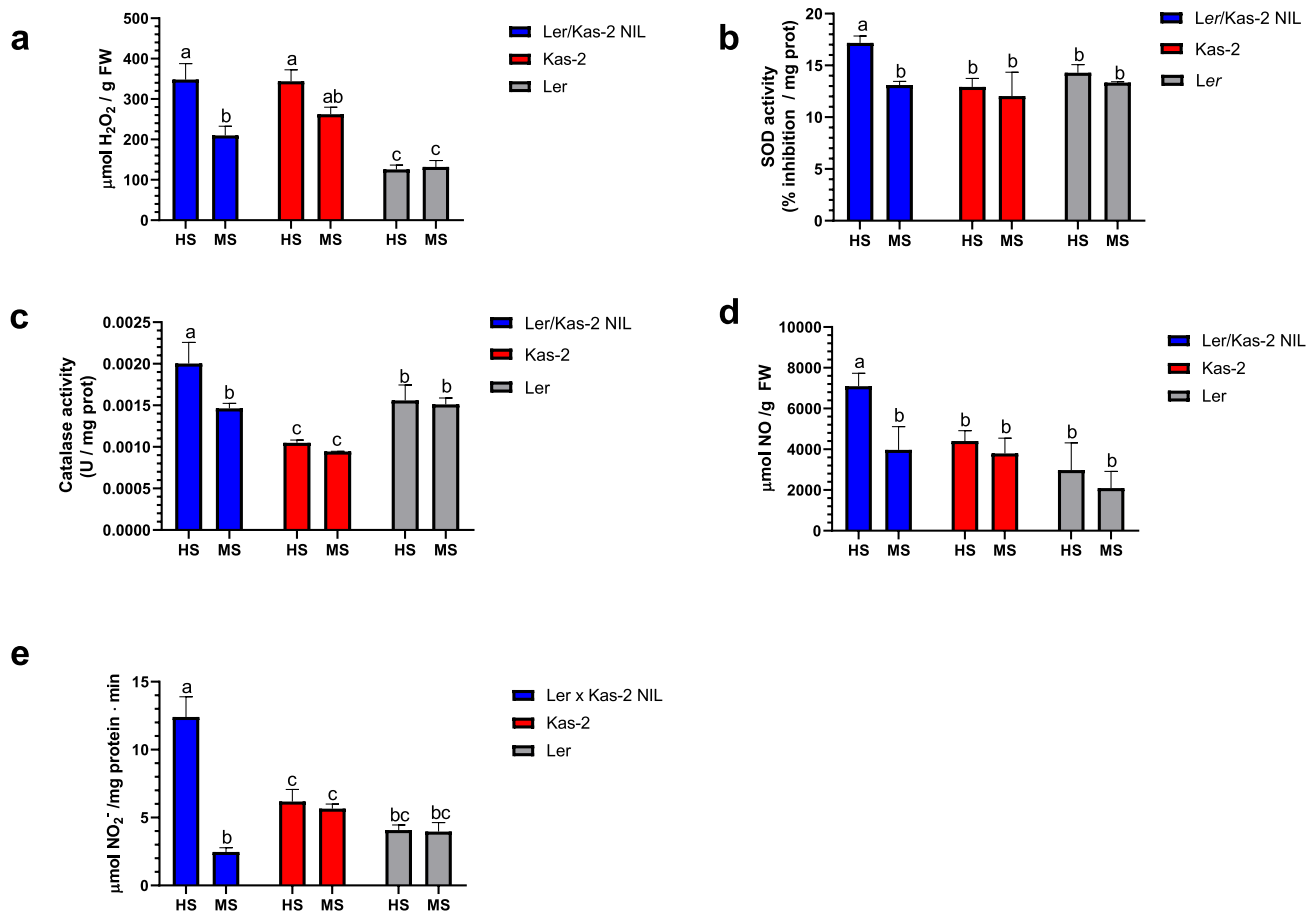 a
μmol H₂O₂ / g FW
500
400
300
200
100
0
a
b
a
ab
c
c
HS
MS
HS
MS
HS
MS
Ler/Kas-2 NIL
Kas-2
Ler
b
SOD activity
(% inhibition / mg prot)
20
15
10
5
0
a
b
b
b
b
b
HS
MS
HS
MS
HS
MS
Ler/Kas-2 NIL
Kas-2
Ler
c
Catalase activity
(U / mg prot)
0.0025
0.0020
0.0015
0.0010
0.0005
0.0000
a
b
c
c
b
b
HS
MS
HS
MS
HS
MS
Ler/Kas-2 NIL
Kas-2
Ler
d
μmol NO /g FW
10000
8000
6000
4000
2000
0
a
b
b
b
b
b
HS
MS
HS
MS
HS
MS
Ler/Kas-2 NIL
Kas-2
Ler
e
μmol NO₂⁻ /mg protein · min
15
10
5
0
a
b
c
c
bc
bc
HS
MS
HS
MS
HS
MS
Ler x Kas-2 NIL
Kas-2
Ler